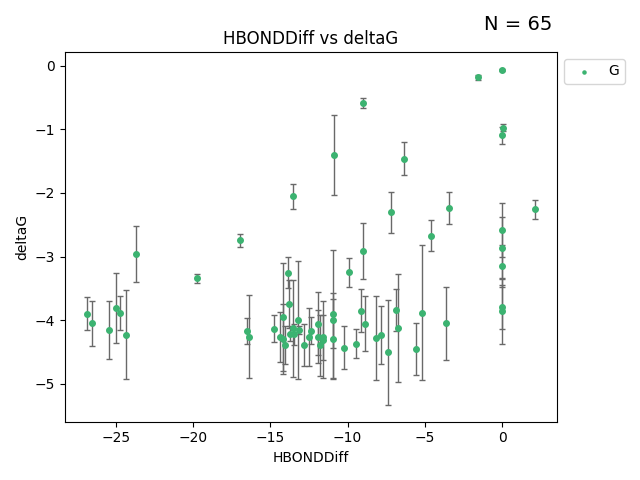 N = 65
HBONDDiff vs deltaG
G
0
−1
−2
−3
−4
−5
deltaG
−25 −20 −15 −10 −5 0
HBONDDiff